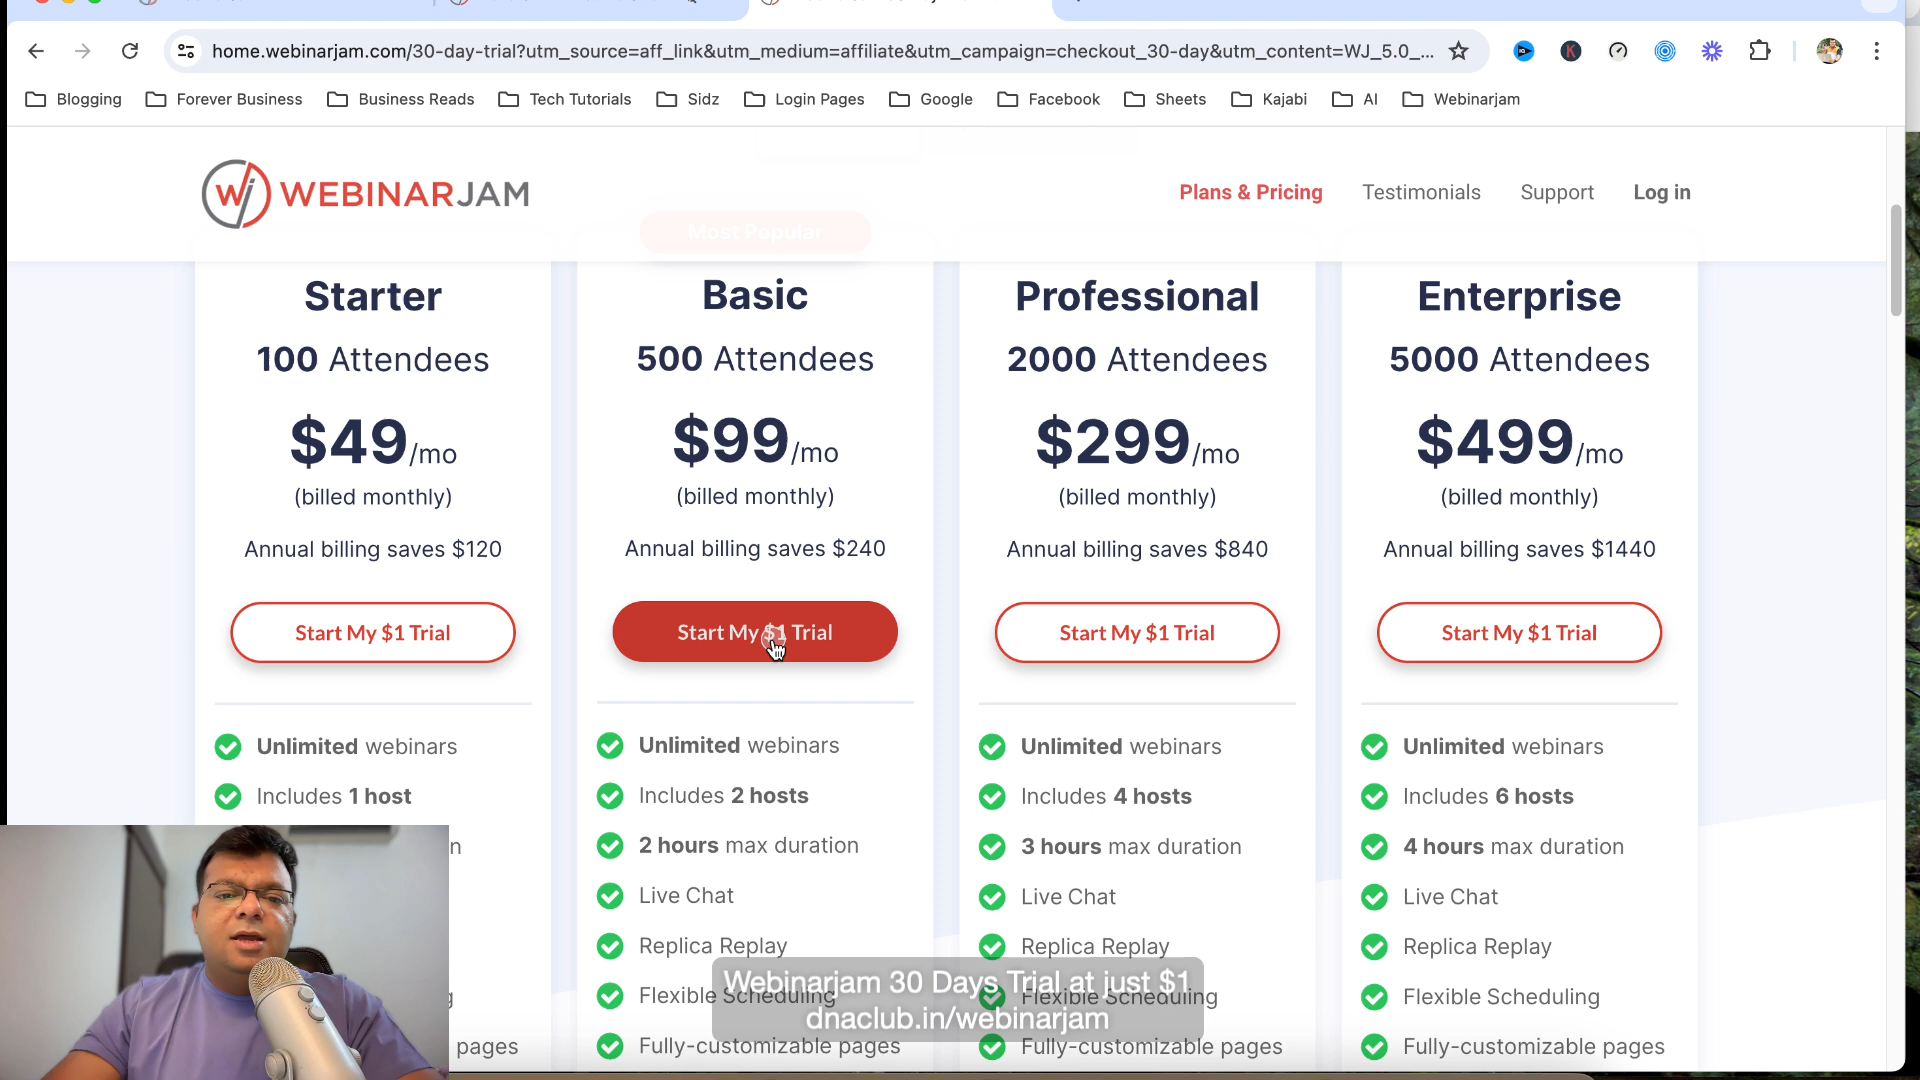 home.webinarjam.com/30-day-trial?utm_source=aff_link&utm_medium=affiliate&utm_campaign=checkout_30-day&utm_content=WJ_5.0_...
Blogging
Forever Business
Business Reads
Tech Tutorials
Sidz
Login Pages
Google
Facebook
Sheets
Kajabi
AI
Webinarjam
WEBINARJAM
Plans & Pricing
Testimonials
Support
Log in
Most Popular
Starter
100 Attendees
$49/mo
(billed monthly)
Annual billing saves $120
Start My $1 Trial
Unlimited webinars
Includes 1 host
pages
Basic
500 Attendees
$99/mo
(billed monthly)
Annual billing saves $240
Start My $1 Trial
Unlimited webinars
Includes 2 hosts
2 hours max duration
Live Chat
Replica Replay
Flexible Scheduling
Fully-customizable pages
Professional
2000 Attendees
$299/mo
(billed monthly)
Annual billing saves $840
Start My $1 Trial
Unlimited webinars
Includes 4 hosts
3 hours max duration
Live Chat
Replica Replay
Flexible Scheduling
Fully-customizable pages
Enterprise
5000 Attendees
$499/mo
(billed monthly)
Annual billing saves $1440
Start My $1 Trial
Unlimited webinars
Includes 6 hosts
4 hours max duration
Live Chat
Replica Replay
Flexible Scheduling
Fully-customizable pages
Webinarjam 30 Days Trial at just $1
dnaclub.in/webinarjam